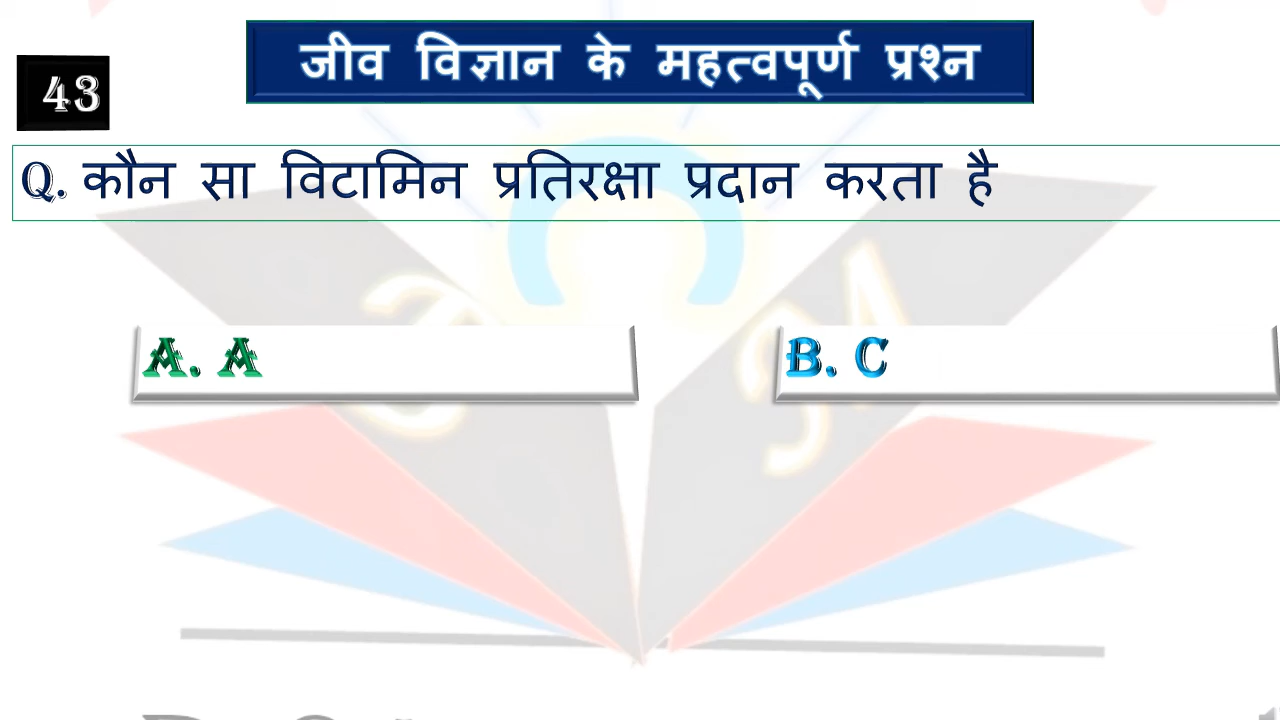 जीव विज्ञान के महत्वपूर्ण प्रश्न
43
Q. कौन सा विटामिन प्रतिरक्षा प्रदान करता है
A. A
B. C